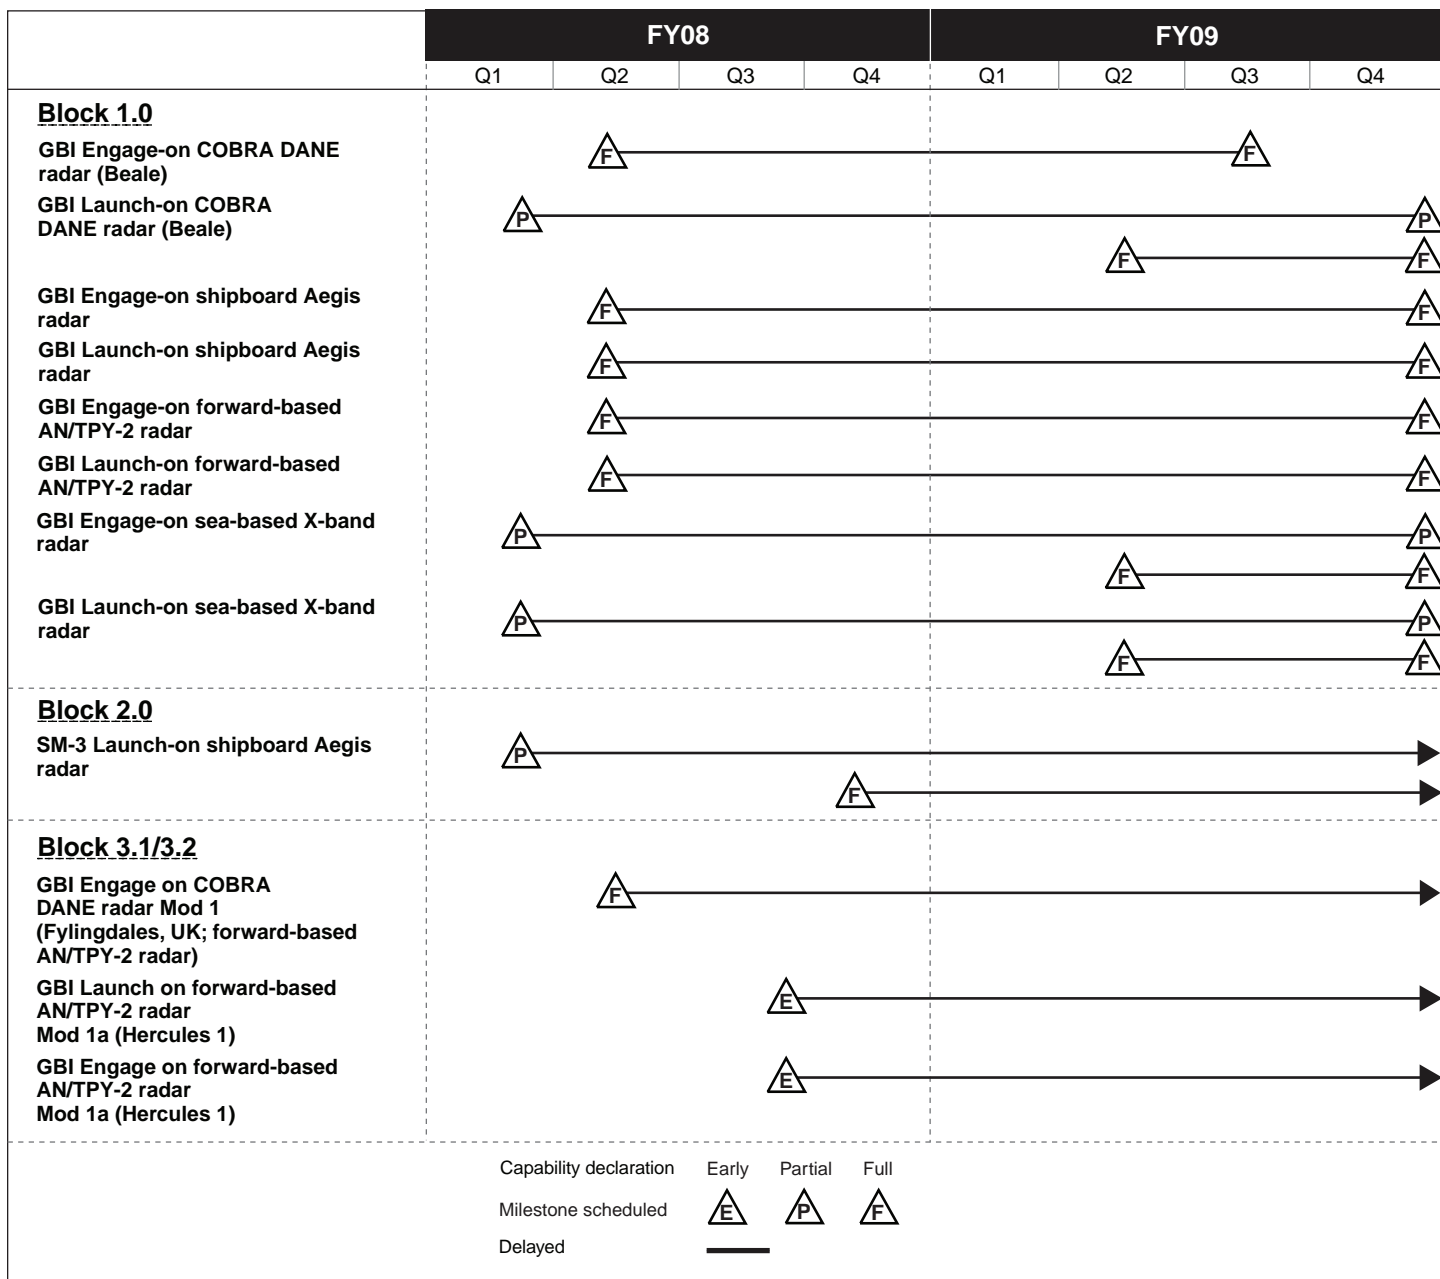 FY08 FY09
Q1 Q2 Q3 Q4 Q1 Q2 Q3 Q4
Block 1.0
GBI Engage-on COBRA DANE
radar (Beale)
F F
GBI Launch-on COBRA
DANE radar (Beale)
P P
F F
GBI Engage-on shipboard Aegis
radar
F F
GBI Launch-on shipboard Aegis
radar
F F
GBI Engage-on forward-based
AN/TPY-2 radar
F F
GBI Launch-on forward-based
AN/TPY-2 radar
F F
GBI Engage-on sea-based X-band
radar
P P
F F
GBI Launch-on sea-based X-band
radar
P P
F F
Block 2.0
SM-3 Launch-on shipboard Aegis
radar
P
F
Block 3.1/3.2
GBI Engage on COBRA
DANE radar Mod 1
(Fylingdales, UK; forward-based
AN/TPY-2 radar)
F
GBI Launch on forward-based
AN/TPY-2 radar
Mod 1a (Hercules 1)
E
GBI Engage on forward-based
AN/TPY-2 radar
Mod 1a (Hercules 1)
E
Capability declaration Early Partial Full
Milestone scheduled E P F
Delayed